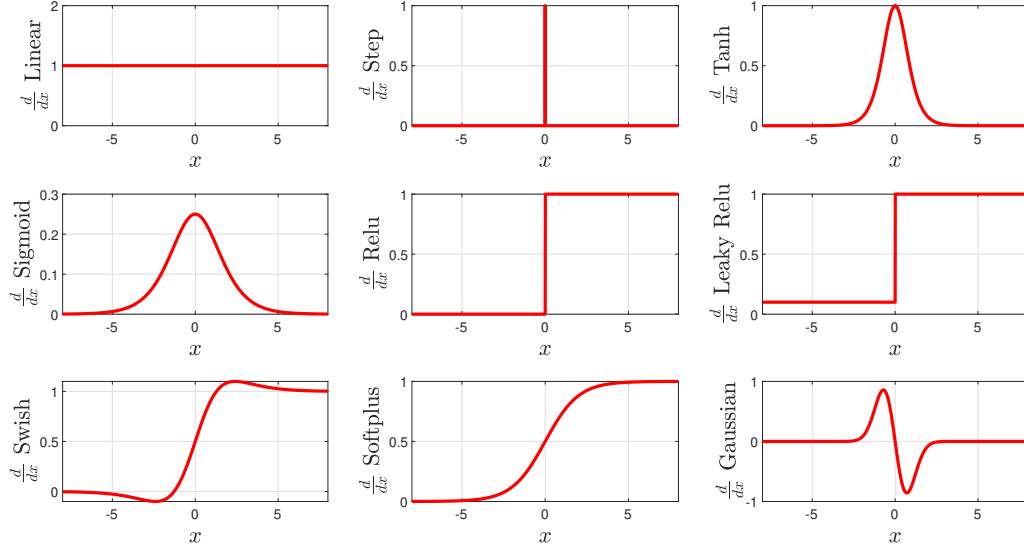 d/dx Linear
2
1
0
-5 0 5
x
d/dx Step
1
0.5
0
-5 0 5
x
d/dx Tanh
1
0.5
0
-5 0 5
x
d/dx Sigmoid
0.3
0.2
0.1
0
-5 0 5
x
d/dx Relu
1
0.5
0
-5 0 5
x
d/dx Leaky Relu
1
0.5
0
-5 0 5
x
d/dx Swish
1
0.5
0
-5 0 5
x
d/dx Softplus
1
0.5
0
-5 0 5
x
d/dx Gaussian
1
0
-1
-5 0 5
x